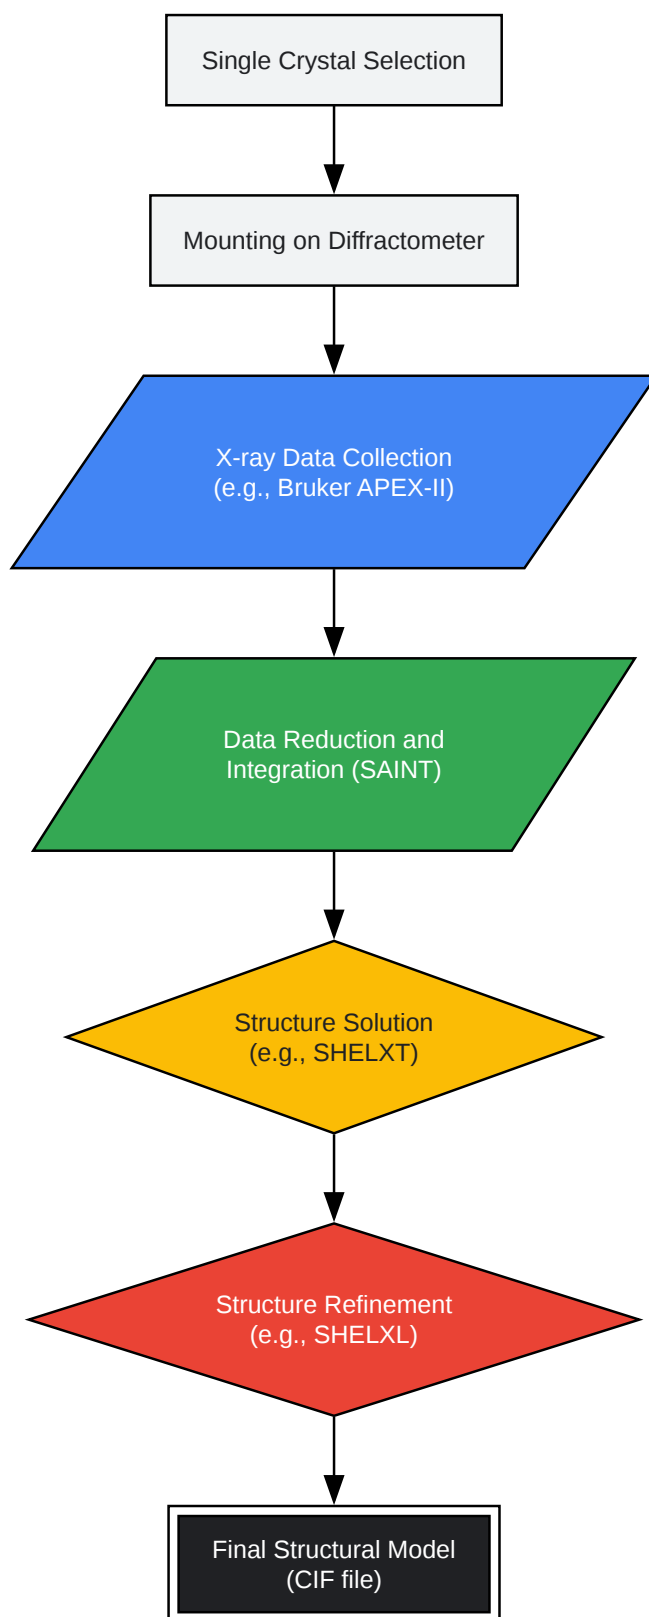 Single Crystal Selection
Mounting on Diffractometer
X-ray Data Collection
(e.g., Bruker APEX-II)
Data Reduction and
Integration (SAINT)
Structure Solution
(e.g., SHELXT)
Structure Refinement
(e.g., SHELXL)
Final Structural Model
(CIF file)